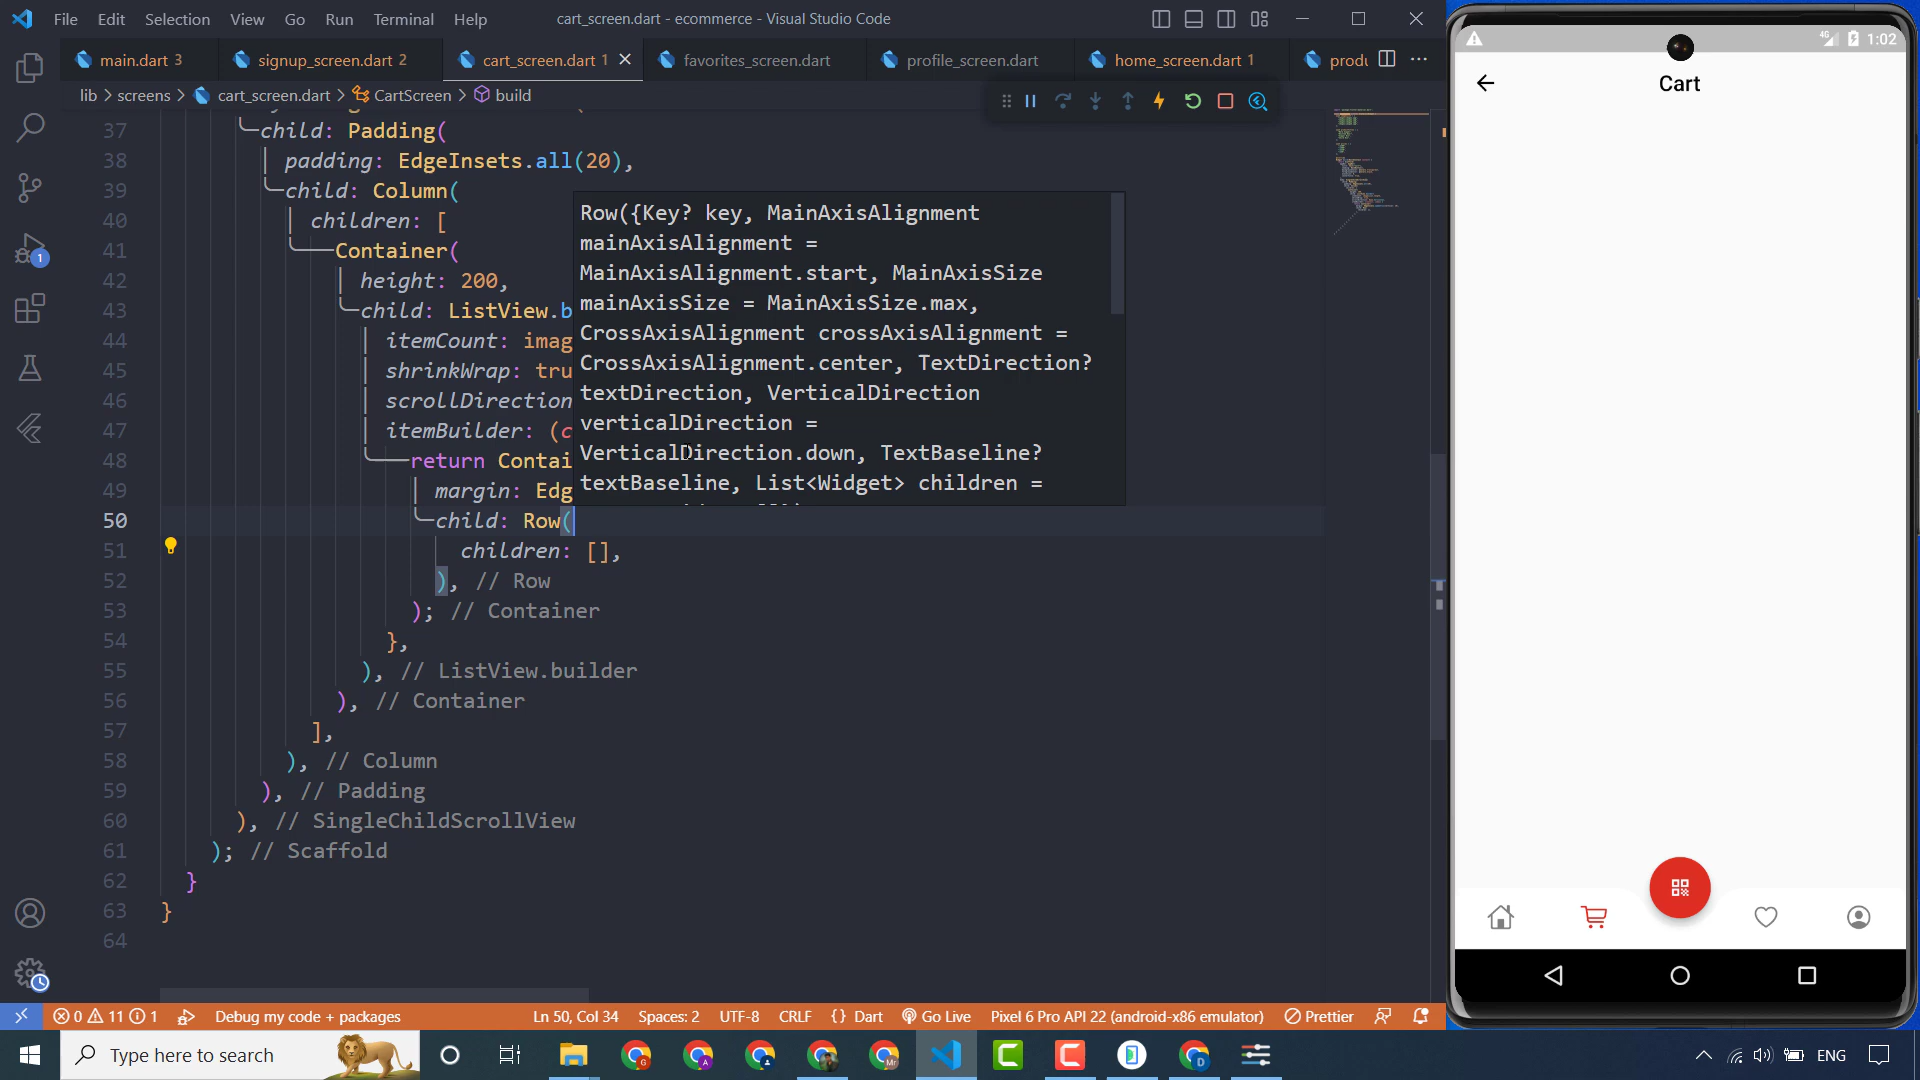 File Edit Selection View Go Run Terminal Help
cart_screen.dart - ecommerce - Visual Studio Code
main.dart 3
signup_screen.dart 2
cart_screen.dart 1
favorites_screen.dart
profile_screen.dart
home_screen.dart 1
produ
lib > screens > cart_screen.dart > CartScreen > build
37 child: Padding(
38 padding: EdgeInsets.all(20),
39 child: Column(
40 children: [
41 Container(
42 height: 200,
43 child: ListView.b
44 itemCount: imag
45 shrinkWrap: tru
46 scrollDirection
47 itemBuilder: (c
48 return Contai
49 margin: Edg
50 child: Row(
51 children: [],
52 ), // Row
53 ); // Container
54 },
55 ), // ListView.builder
56 ), // Container
57 ],
58 ), // Column
59 ), // Padding
60 ), // SingleChildScrollView
61 ); // Scaffold
62 }
63 }
64
Row({Key? key, MainAxisAlignment
mainAxisAlignment =
MainAxisAlignment.start, MainAxisSize
mainAxisSize = MainAxisSize.max,
CrossAxisAlignment crossAxisAlignment =
CrossAxisAlignment.center, TextDirection?
textDirection, VerticalDirection
verticalDirection =
VerticalDirection.down, TextBaseline?
textBaseline, List<Widget> children =
1
0 11 1 Debug my code + packages
Ln 50, Col 34 Spaces: 2 UTF-8 CRLF {} Dart Go Live Pixel 6 Pro API 22 (android-x86 emulator) Prettier
Type here to search
ENG
4G 1:02
Cart